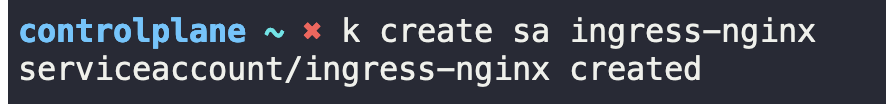 controlplane ~ ✖ k create sa ingress-nginx
serviceaccount/ingress-nginx created